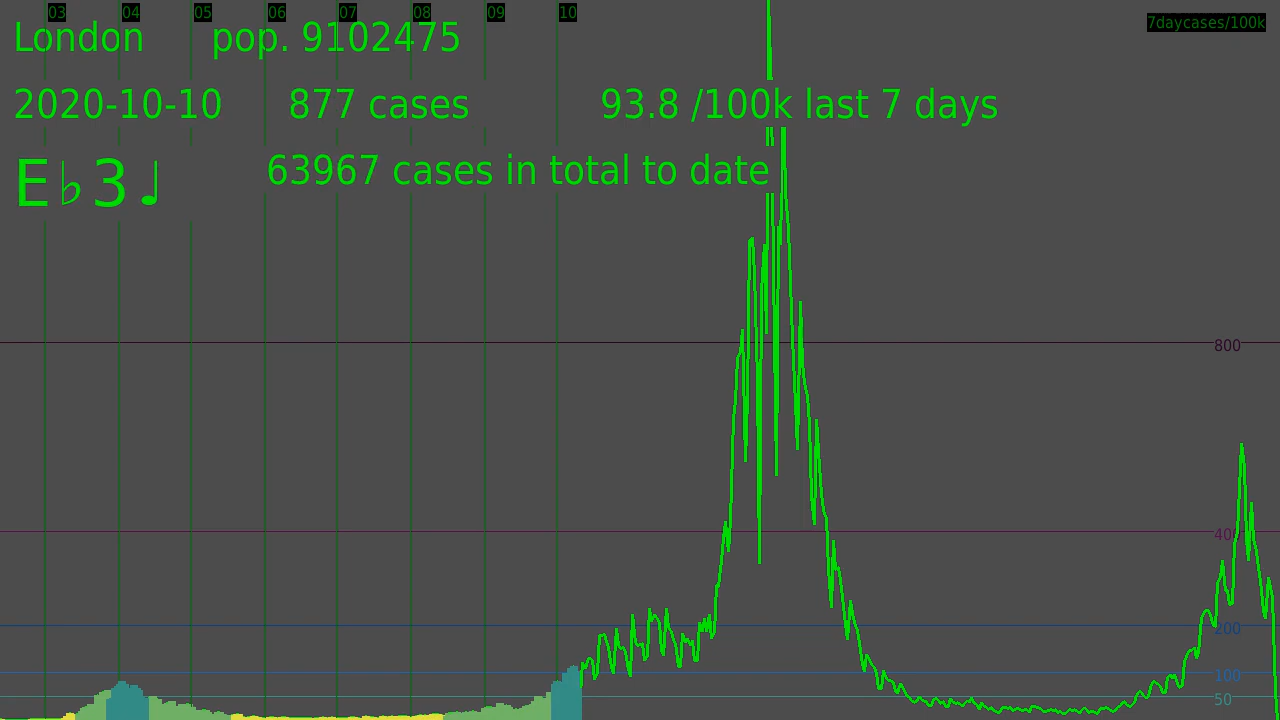 03 04 05 06 07 08 09 10
7daycases/100k
London pop. 9102475
2020-10-10 877 cases 93.8 /100k last 7 days
63967 cases in total to date
E♭3♩
800
400
200
100
50